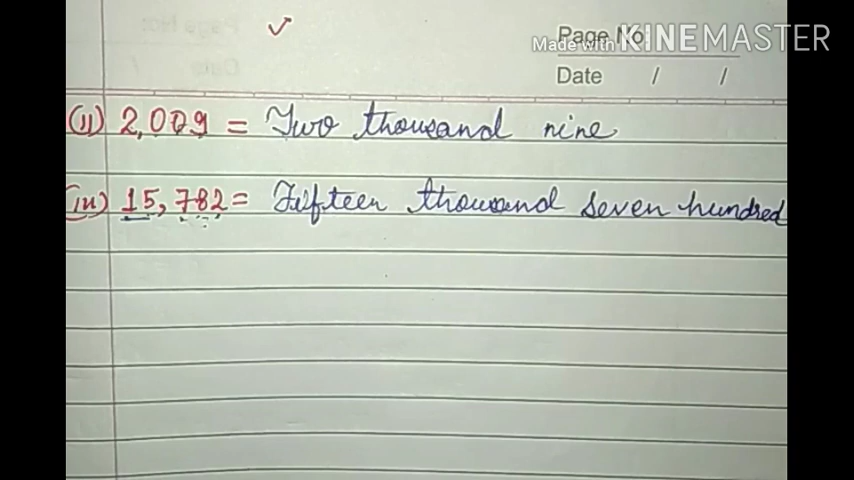 Page No.
Made with KINEMASTER
Date / /
(ii) 2,009 = Two thousand nine
(iii) 15,782 = Fifteen thousand seven hundred